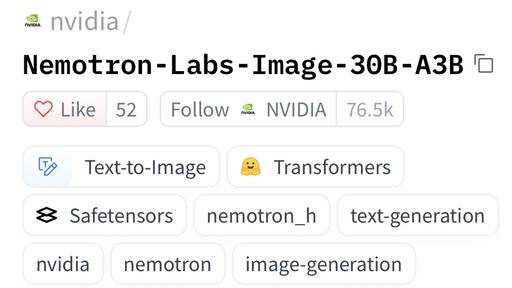 nvidia/
Nemotron-Labs-Image-30B-A3B
Like 52 Follow NVIDIA 76.5k
Text-to-Image Transformers
Safetensors nemotron_h text-generation
nvidia nemotron image-generation